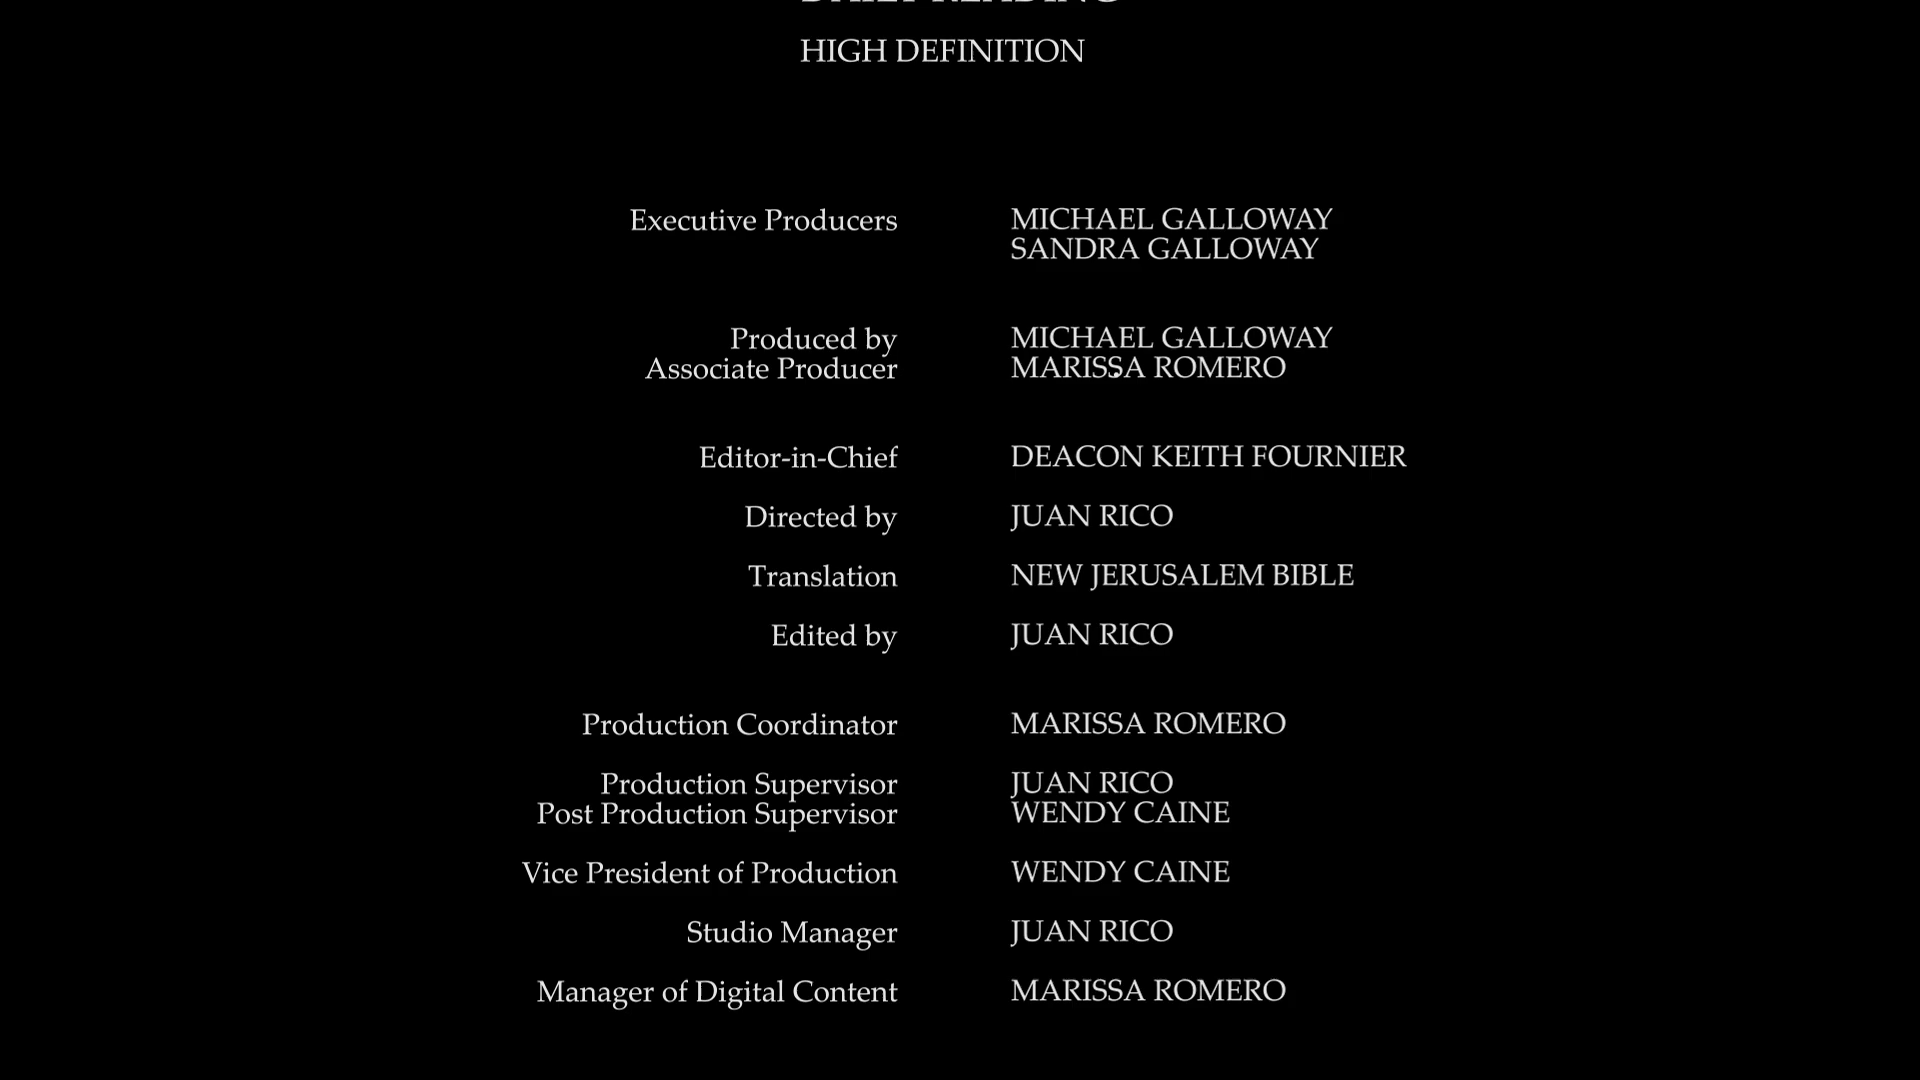 DAILY READING
HIGH DEFINITION
Executive Producers MICHAEL GALLOWAY
SANDRA GALLOWAY
Produced by MICHAEL GALLOWAY
Associate Producer MARISSA ROMERO
Editor-in-Chief DEACON KEITH FOURNIER
Directed by JUAN RICO
Translation NEW JERUSALEM BIBLE
Edited by JUAN RICO
Production Coordinator MARISSA ROMERO
Production Supervisor JUAN RICO
Post Production Supervisor WENDY CAINE
Vice President of Production WENDY CAINE
Studio Manager JUAN RICO
Manager of Digital Content MARISSA ROMERO